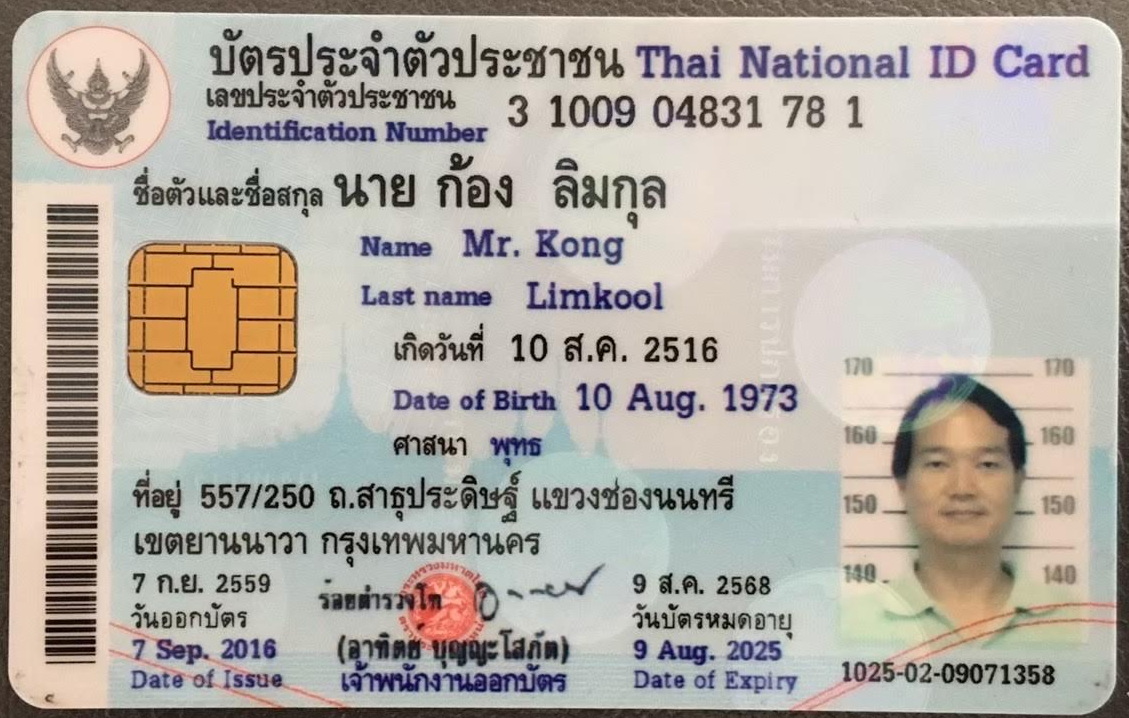 บัตรประจำตัวประชาชน Thai National ID Card
เลขประจำตัวประชาชน
Identification Number 3 1009 04831 78 1
ชื่อตัวและชื่อสกุล นาย ก้อง ลิมกุล
Name Mr. Kong
Last name Limkool
เกิดวันที่ 10 ส.ค. 2516
Date of Birth 10 Aug. 1973
ศาสนา พุทธ
ที่อยู่ 557/250 ถ.สาธุประดิษฐ์ แขวงช่องนนทรี
เขตยานนาวา กรุงเทพมหานคร
7 ก.ย. 2559
วันออกบัตร
7 Sep. 2016
Date of Issue
ร้อยตำรวจโท
(อาทิตย์ บุญญะโสภัต)
เจ้าพนักงานออกบัตร
9 ส.ค. 2568
วันบัตรหมดอายุ
9 Aug. 2025
Date of Expiry
170 170
160 160
150 150
140 140
1025-02-09071358